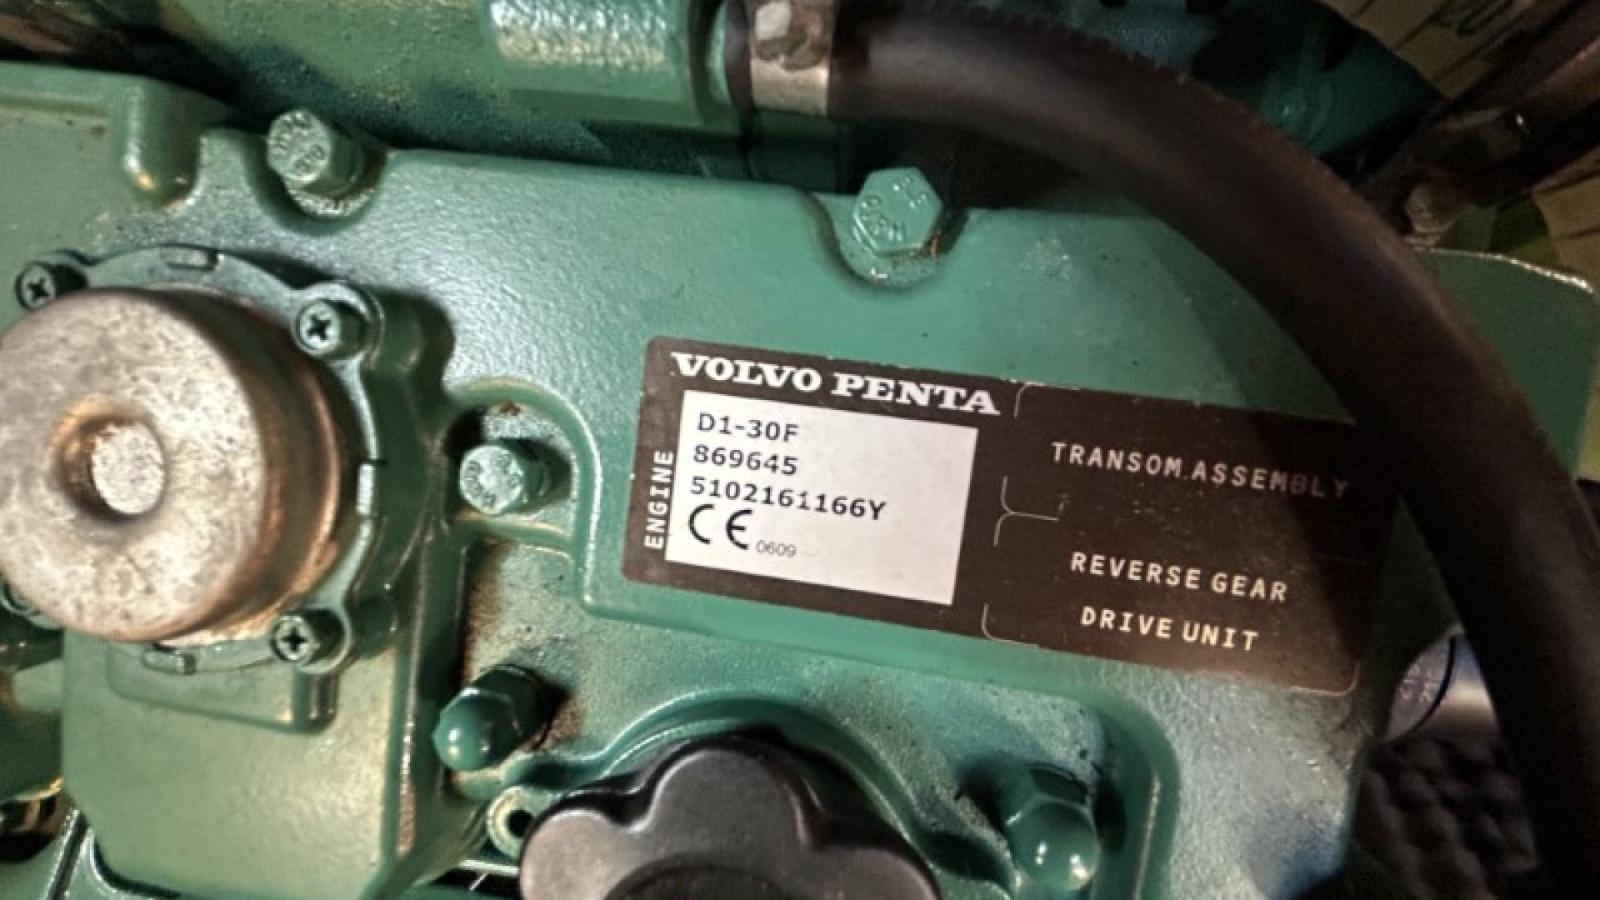 VOLVO PENTA
ENGINE
D1-30F
869645
5102161166Y
CE 0609
TRANSOM ASSEMBLY
REVERSE GEAR
DRIVE UNIT